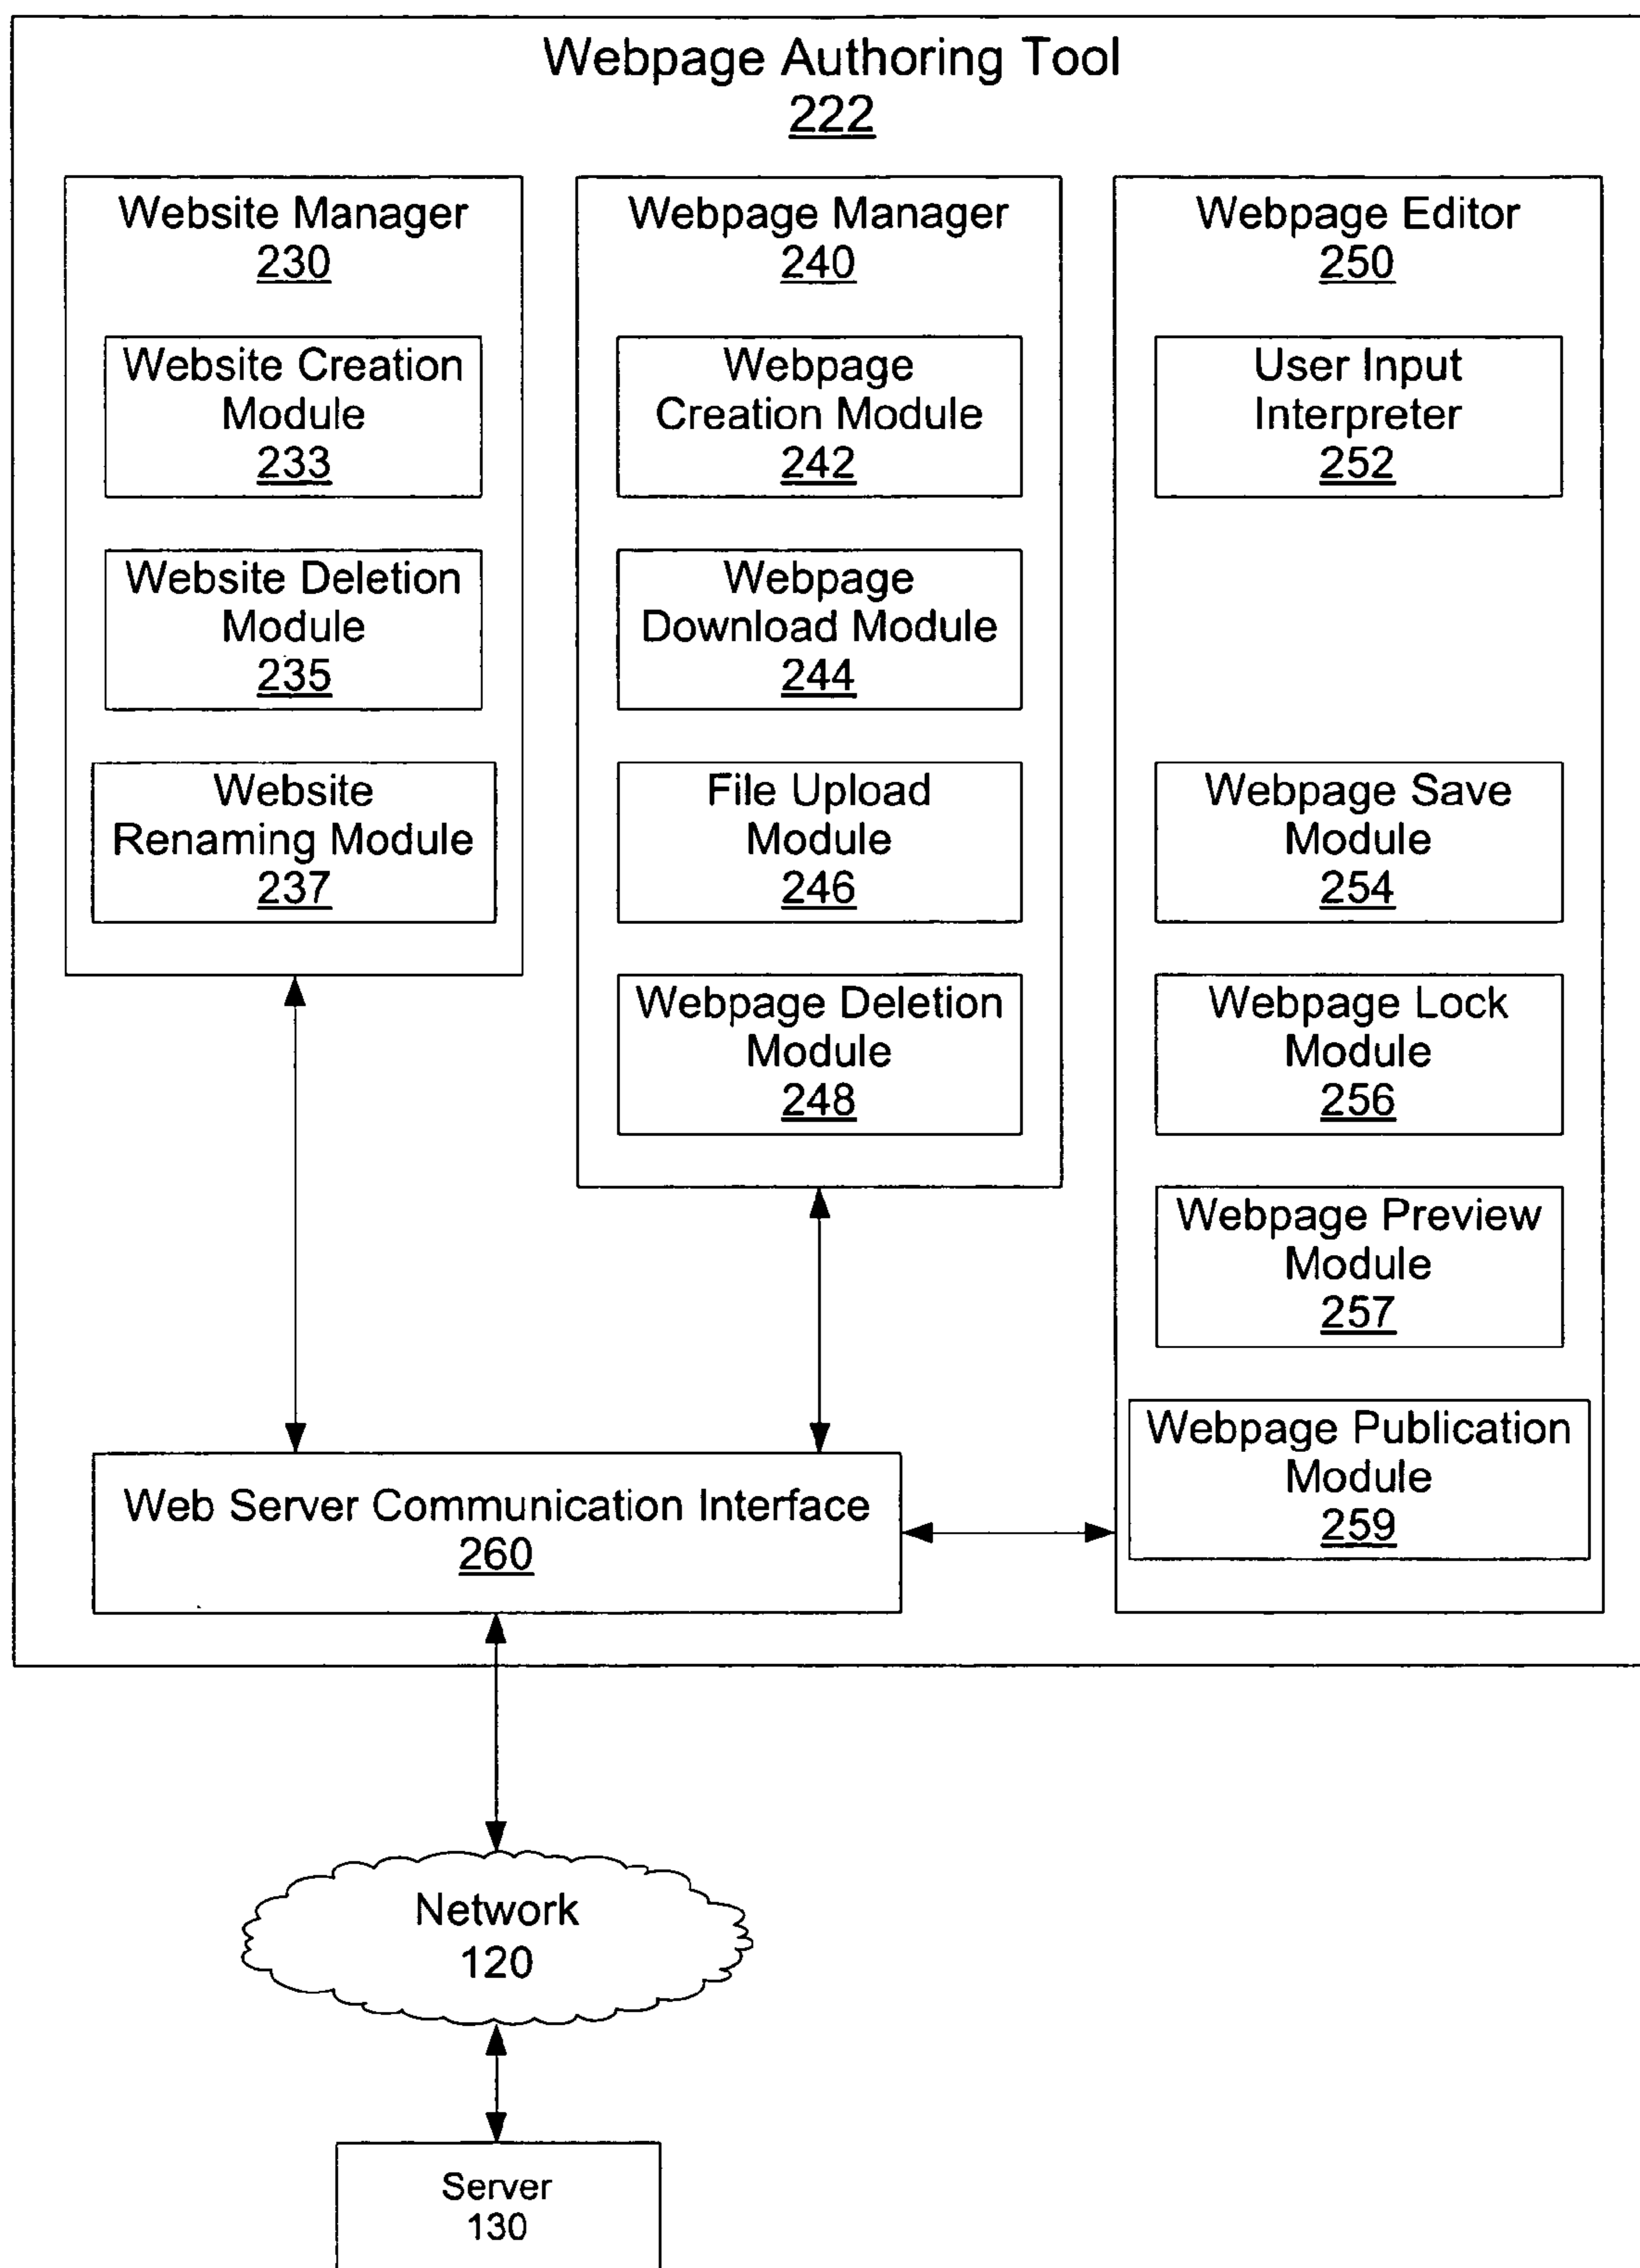 Webpage Authoring Tool
222
Website Manager
230
Website Creation
Module
233
Website Deletion
Module
235
Website
Renaming Module
237
Webpage Manager
240
Webpage
Creation Module
242
Webpage
Download Module
244
File Upload
Module
246
Webpage Deletion
Module
248
Webpage Editor
250
User Input
Interpreter
252
Webpage Save
Module
254
Webpage Lock
Module
256
Webpage Preview
Module
257
Webpage Publication
Module
259
Web Server Communication Interface
260
Network
120
Server
130